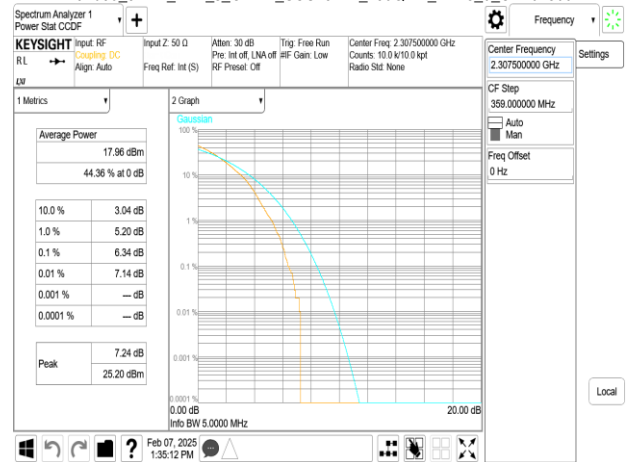 Spectrum Analyzer 1
Power Stat CCDF
Frequency
KEYSIGHT
RL
LXI
Input: RF
Coupling: DC
Align: Auto
Input Z: 50 Ω
Freq Ref: Int (S)
Atten: 30 dB
Pre: Int off, LNA off
RF Presel: Off
Trig: Free Run
#IF Gain: Low
Center Freq: 2.307500000 GHz
Counts: 10.0 k/10.0 kpt
Radio Std: None
Center Frequency
2.307500000 GHz
Settings
CF Step
359.000000 MHz
Auto
Man
Freq Offset
0 Hz
1 Metrics
Average Power
17.96 dBm
44.36 % at 0 dB
10.0 % 3.04 dB
1.0 % 5.20 dB
0.1 % 6.34 dB
0.01 % 7.14 dB
0.001 % --- dB
0.0001 % --- dB
Peak
7.24 dB
25.20 dBm
2 Graph
Gaussian
100 %
10 %
1 %
0.1 %
0.01 %
0.001 %
0.0001 %
0.00 dB 20.00 dB
Info BW 5.0000 MHz
Local
?
Feb 07, 2025
1:35:12 PM